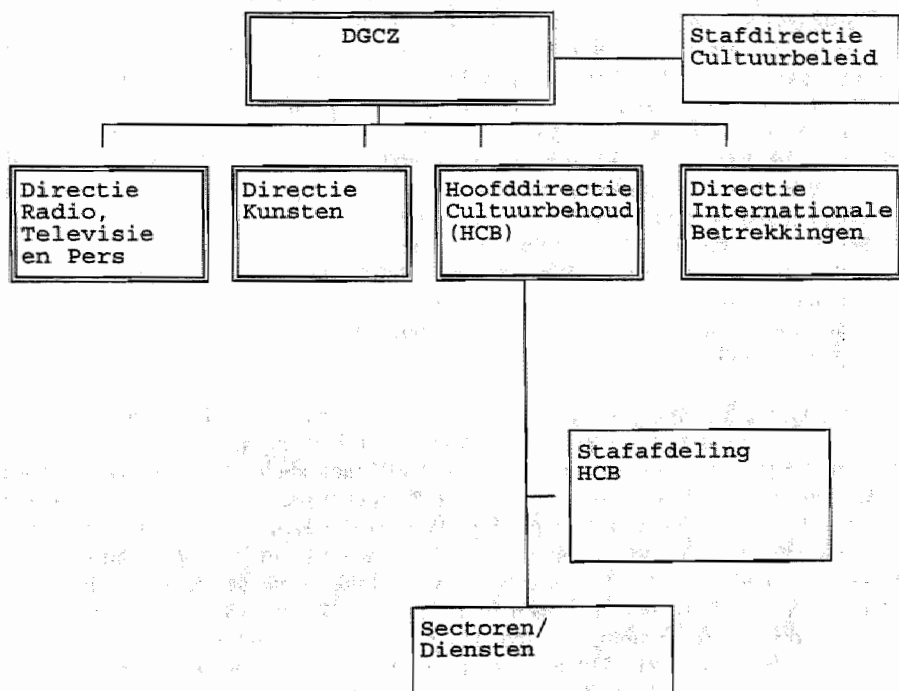 DGCZ
Stafdirectie
Cultuurbeleid
Directie
Radio,
Televisie
en Pers
Directie
Kunsten
Hoofddirectie
Cultuurbehoud
(HCB)
Directie
Internationale
Betrekkingen
Stafafdeling
HCB
Sectoren/
Diensten